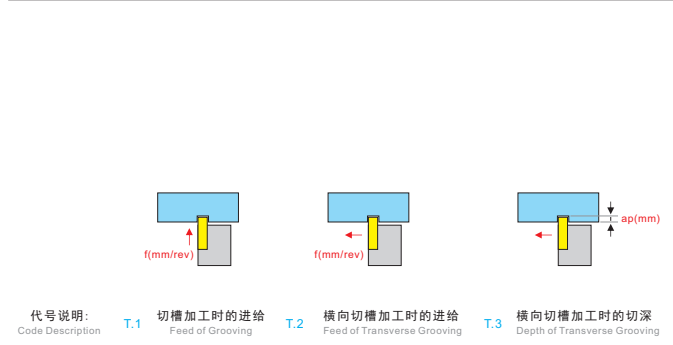 ap(mm)
f(mm/rev)
f(mm/rev)
代号说明:
Code Description
T.1
切槽加工时的进给
Feed of Grooving
T.2
横向切槽加工时的进给
Feed of Transverse Grooving
T.3
横向切槽加工时的切深
Depth of Transverse Grooving